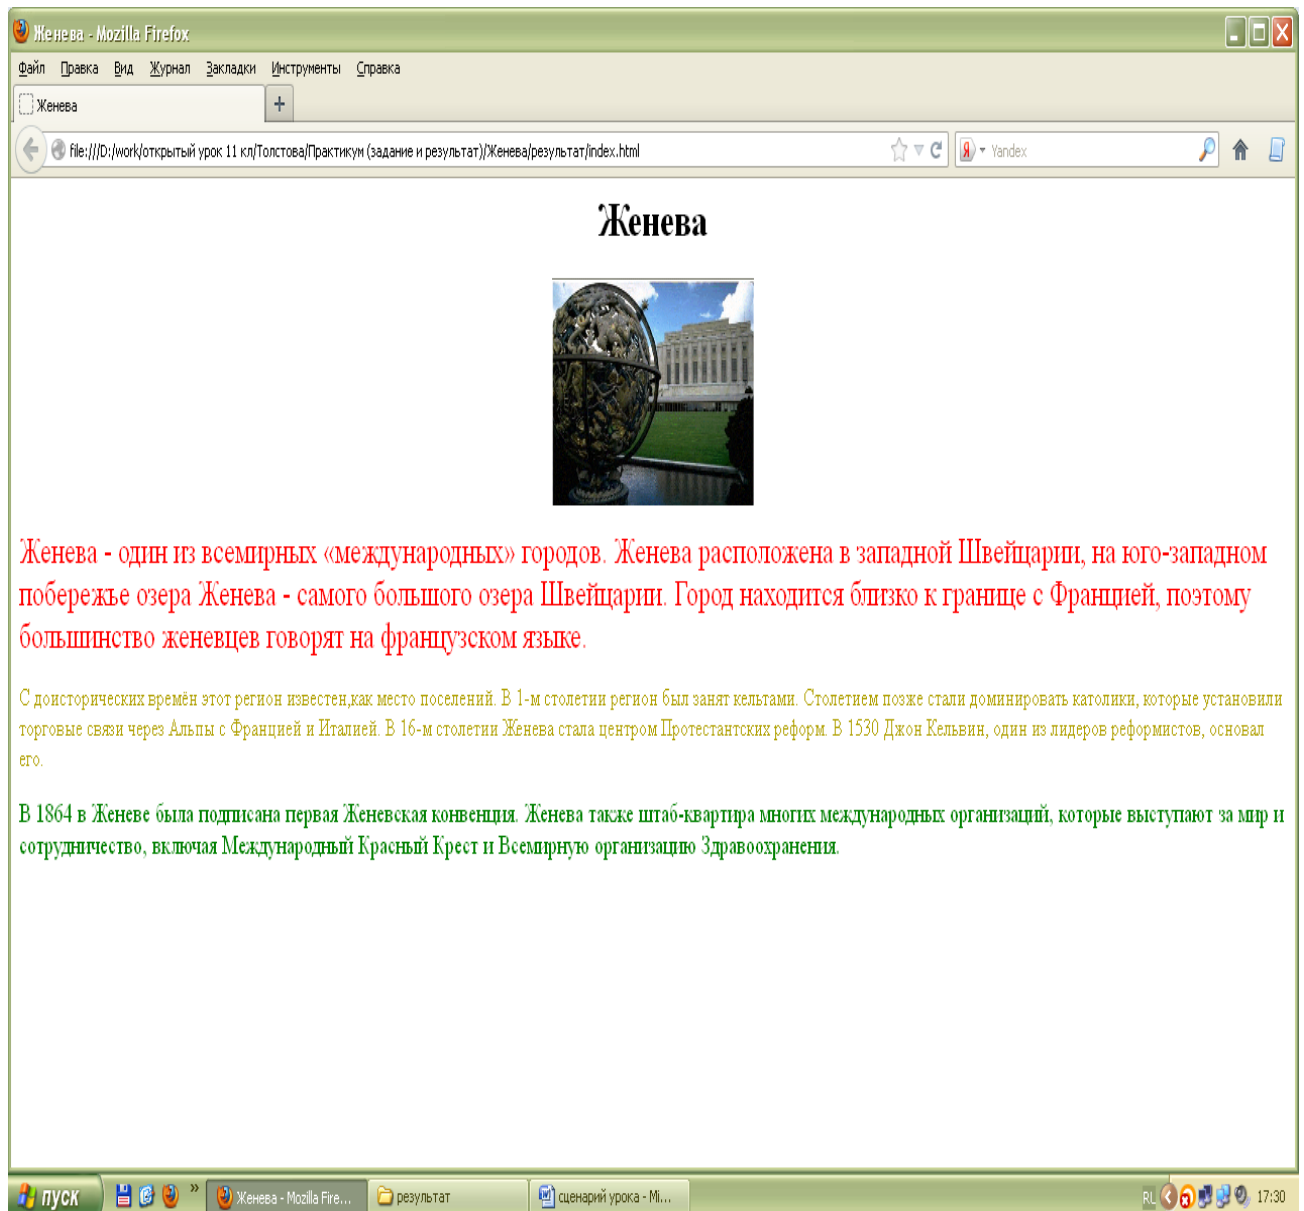 Женева - Mozilla Firefox
Файл Правка Вид Журнал Закладки Инструменты Справка
Женева +
file:///D:/work/открытый урок 11 кл/Толстова/Практикум (задание и результат)/Женева/результат/index.html Я Yandex
Женева
Женева - один из всемирных «международных» городов. Женева расположена в западной Швейцарии, на юго-западном
побережье озера Женева - самого большого озера Швейцарии. Город находится близко к границе с Францией, поэтому
большинство женевцев говорят на французском языке.
С доисторических времён этот регион известен,как место поселений. В 1-м столетии регион был занят кельтами. Столетием позже стали доминировать католики, которые установили
торговые связи через Альпы с Францией и Италией. В 16-м столетии Женева стала центром Протестантских реформ. В 1530 Джон Кельвин, один из лидеров реформистов, основал
его.
В 1864 в Женеве была подписана первая Женевская конвенция. Женева также штаб-квартира многих международных организаций, которые выступают за мир и
сотрудничество, включая Международный Красный Крест и Всемирную организацию Здравоохранения.
пуск » Женева - Mozilla Fire... результат сценарий урока - Mi... RL 17:30